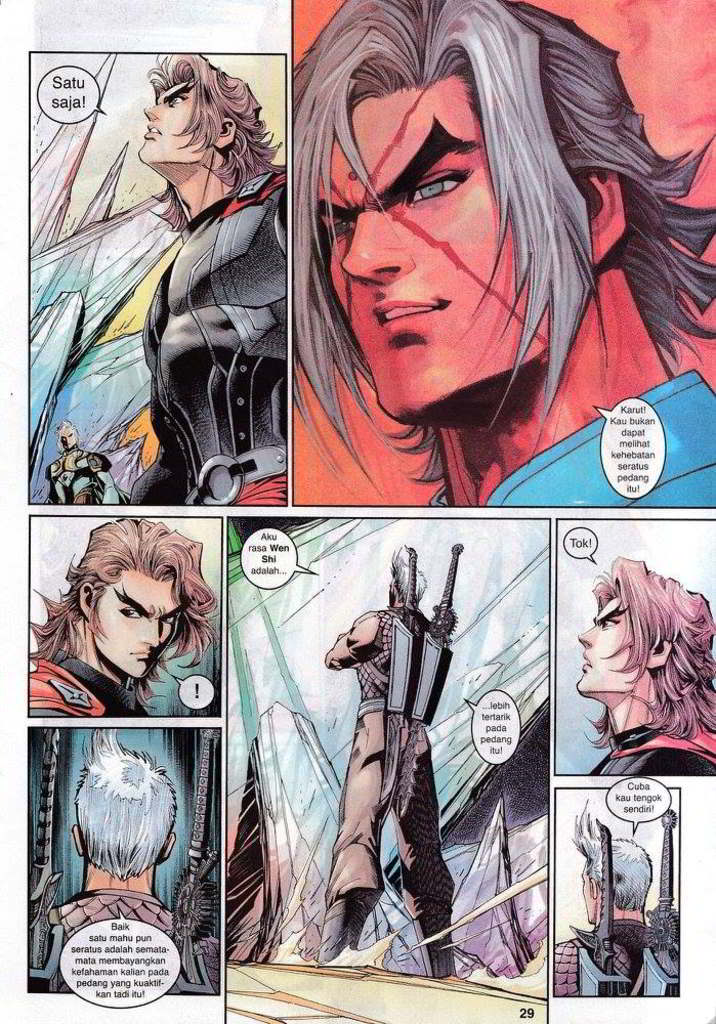 Satu
saja!
Karut!
Kau bukan
dapat
melihat
kehebatan
seratus
pedang
itu!
!
Aku
rasa Wen
Shi
adalah...
...lebih
tertarik
pada
pedang
itu!
Tok!
Baik
satu mahu pun
seratus adalah semata-
mata membayangkan
kefahaman kalian pada
pedang yang kuaktif-
kan tadi itu!
Cuba
kau tengok
sendiri!
29